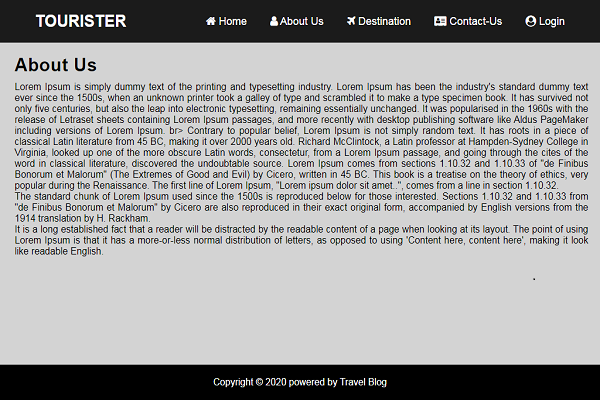 TOURISTER
Home
About Us
Destination
Contact-Us
Login
About Us
Lorem Ipsum is simply dummy text of the printing and typesetting industry. Lorem Ipsum has been the industry's standard dummy text
ever since the 1500s, when an unknown printer took a galley of type and scrambled it to make a type specimen book. It has survived not
only five centuries, but also the leap into electronic typesetting, remaining essentially unchanged. It was popularised in the 1960s with the
release of Letraset sheets containing Lorem Ipsum passages, and more recently with desktop publishing software like Aldus PageMaker
including versions of Lorem Ipsum. br> Contrary to popular belief, Lorem Ipsum is not simply random text. It has roots in a piece of
classical Latin literature from 45 BC, making it over 2000 years old. Richard McClintock, a Latin professor at Hampden-Sydney College in
Virginia, looked up one of the more obscure Latin words, consectetur, from a Lorem Ipsum passage, and going through the cites of the
word in classical literature, discovered the undoubtable source. Lorem Ipsum comes from sections 1.10.32 and 1.10.33 of "de Finibus
Bonorum et Malorum" (The Extremes of Good and Evil) by Cicero, written in 45 BC. This book is a treatise on the theory of ethics, very
popular during the Renaissance. The first line of Lorem Ipsum, "Lorem ipsum dolor sit amet..", comes from a line in section 1.10.32.
The standard chunk of Lorem Ipsum used since the 1500s is reproduced below for those interested. Sections 1.10.32 and 1.10.33 from
"de Finibus Bonorum et Malorum" by Cicero are also reproduced in their exact original form, accompanied by English versions from the
1914 translation by H. Rackham.
It is a long established fact that a reader will be distracted by the readable content of a page when looking at its layout. The point of using
Lorem Ipsum is that it has a more-or-less normal distribution of letters, as opposed to using 'Content here, content here', making it look
like readable English.
.
Copyright © 2020 powered by Travel Blog